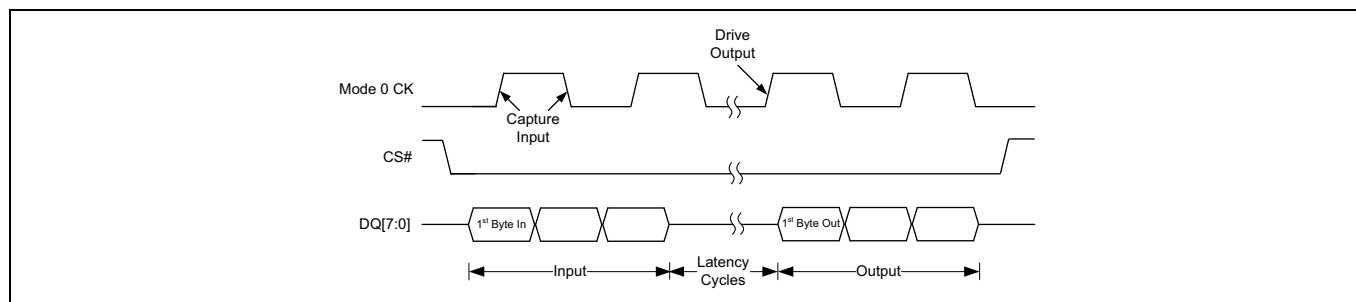 Drive
Output
Mode 0 CK
Capture
Input
CS#
DQ[7:0]
1st Byte In
1st Byte Out
Input
Latency
Cycles
Output